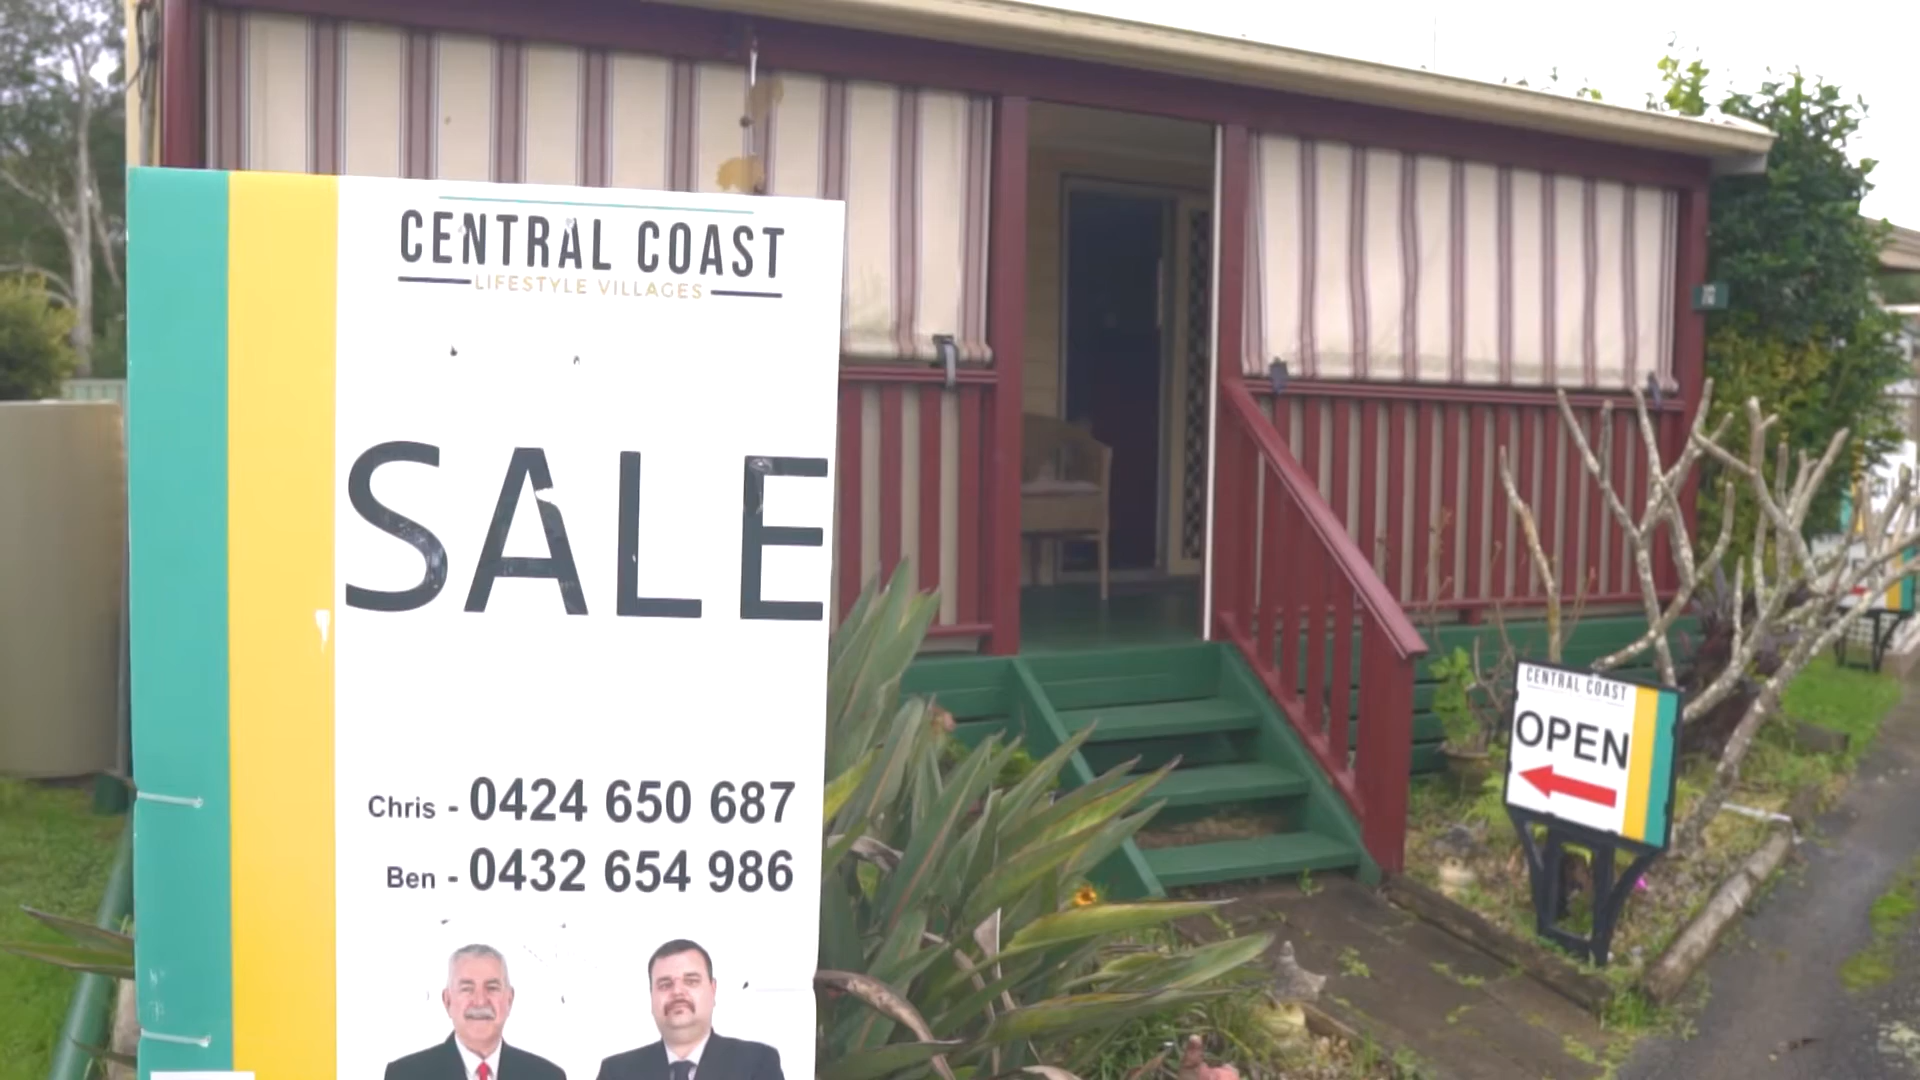 CENTRAL COAST
LIFESTYLE VILLAGES
SALE
Chris - 0424 650 687
Ben - 0432 654 986
CENTRAL COAST
OPEN